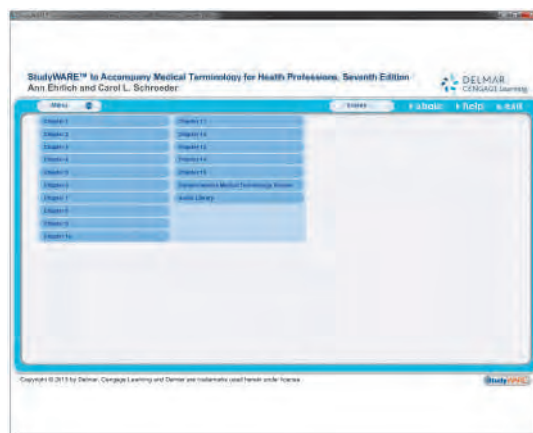 StudyWARE™ to Accompany Medical Terminology for Health Professions, Seventh Edition
Ann Ehrlich and Carol L. Schroeder
DELMAR
CENGAGE Learning
Menu
Scores
about
help
exit
Chapter 1
Chapter 2
Chapter 3
Chapter 4
Chapter 5
Chapter 6
Chapter 7
Chapter 8
Chapter 9
Chapter 10
Chapter 11
Chapter 12
Chapter 13
Chapter 14
Chapter 15
Comprehensive Medical Terminology Review
Audio Library
Copyright © 2013 by Delmar, Cengage Learning and Delmar are trademarks used herein under license.
StudyWARE